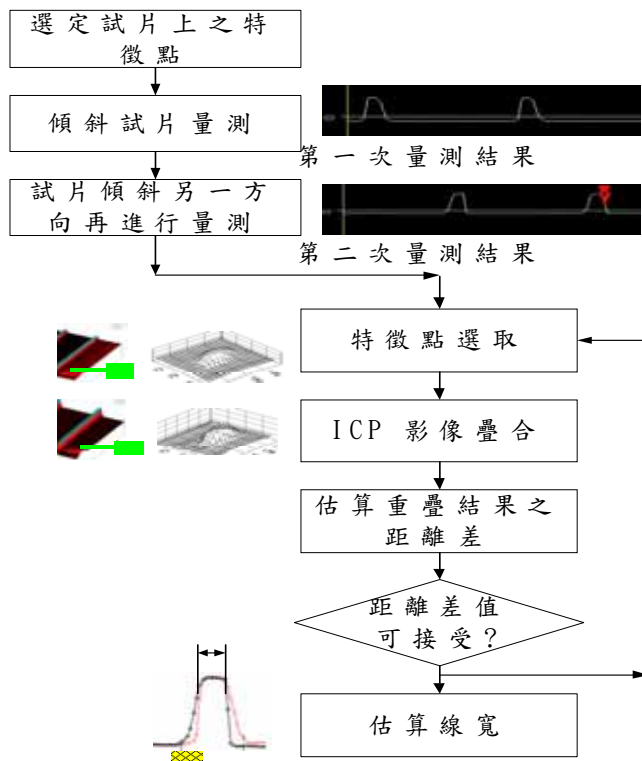 選定試片上之特
徵點
傾斜試片量測
第一次量測結果
試片傾斜另一方
向再進行量測
第二次量測結果
特徵點選取
ICP 影像疊合
估算重疊結果之
距離差
距離差值
可接受?
估算線寬